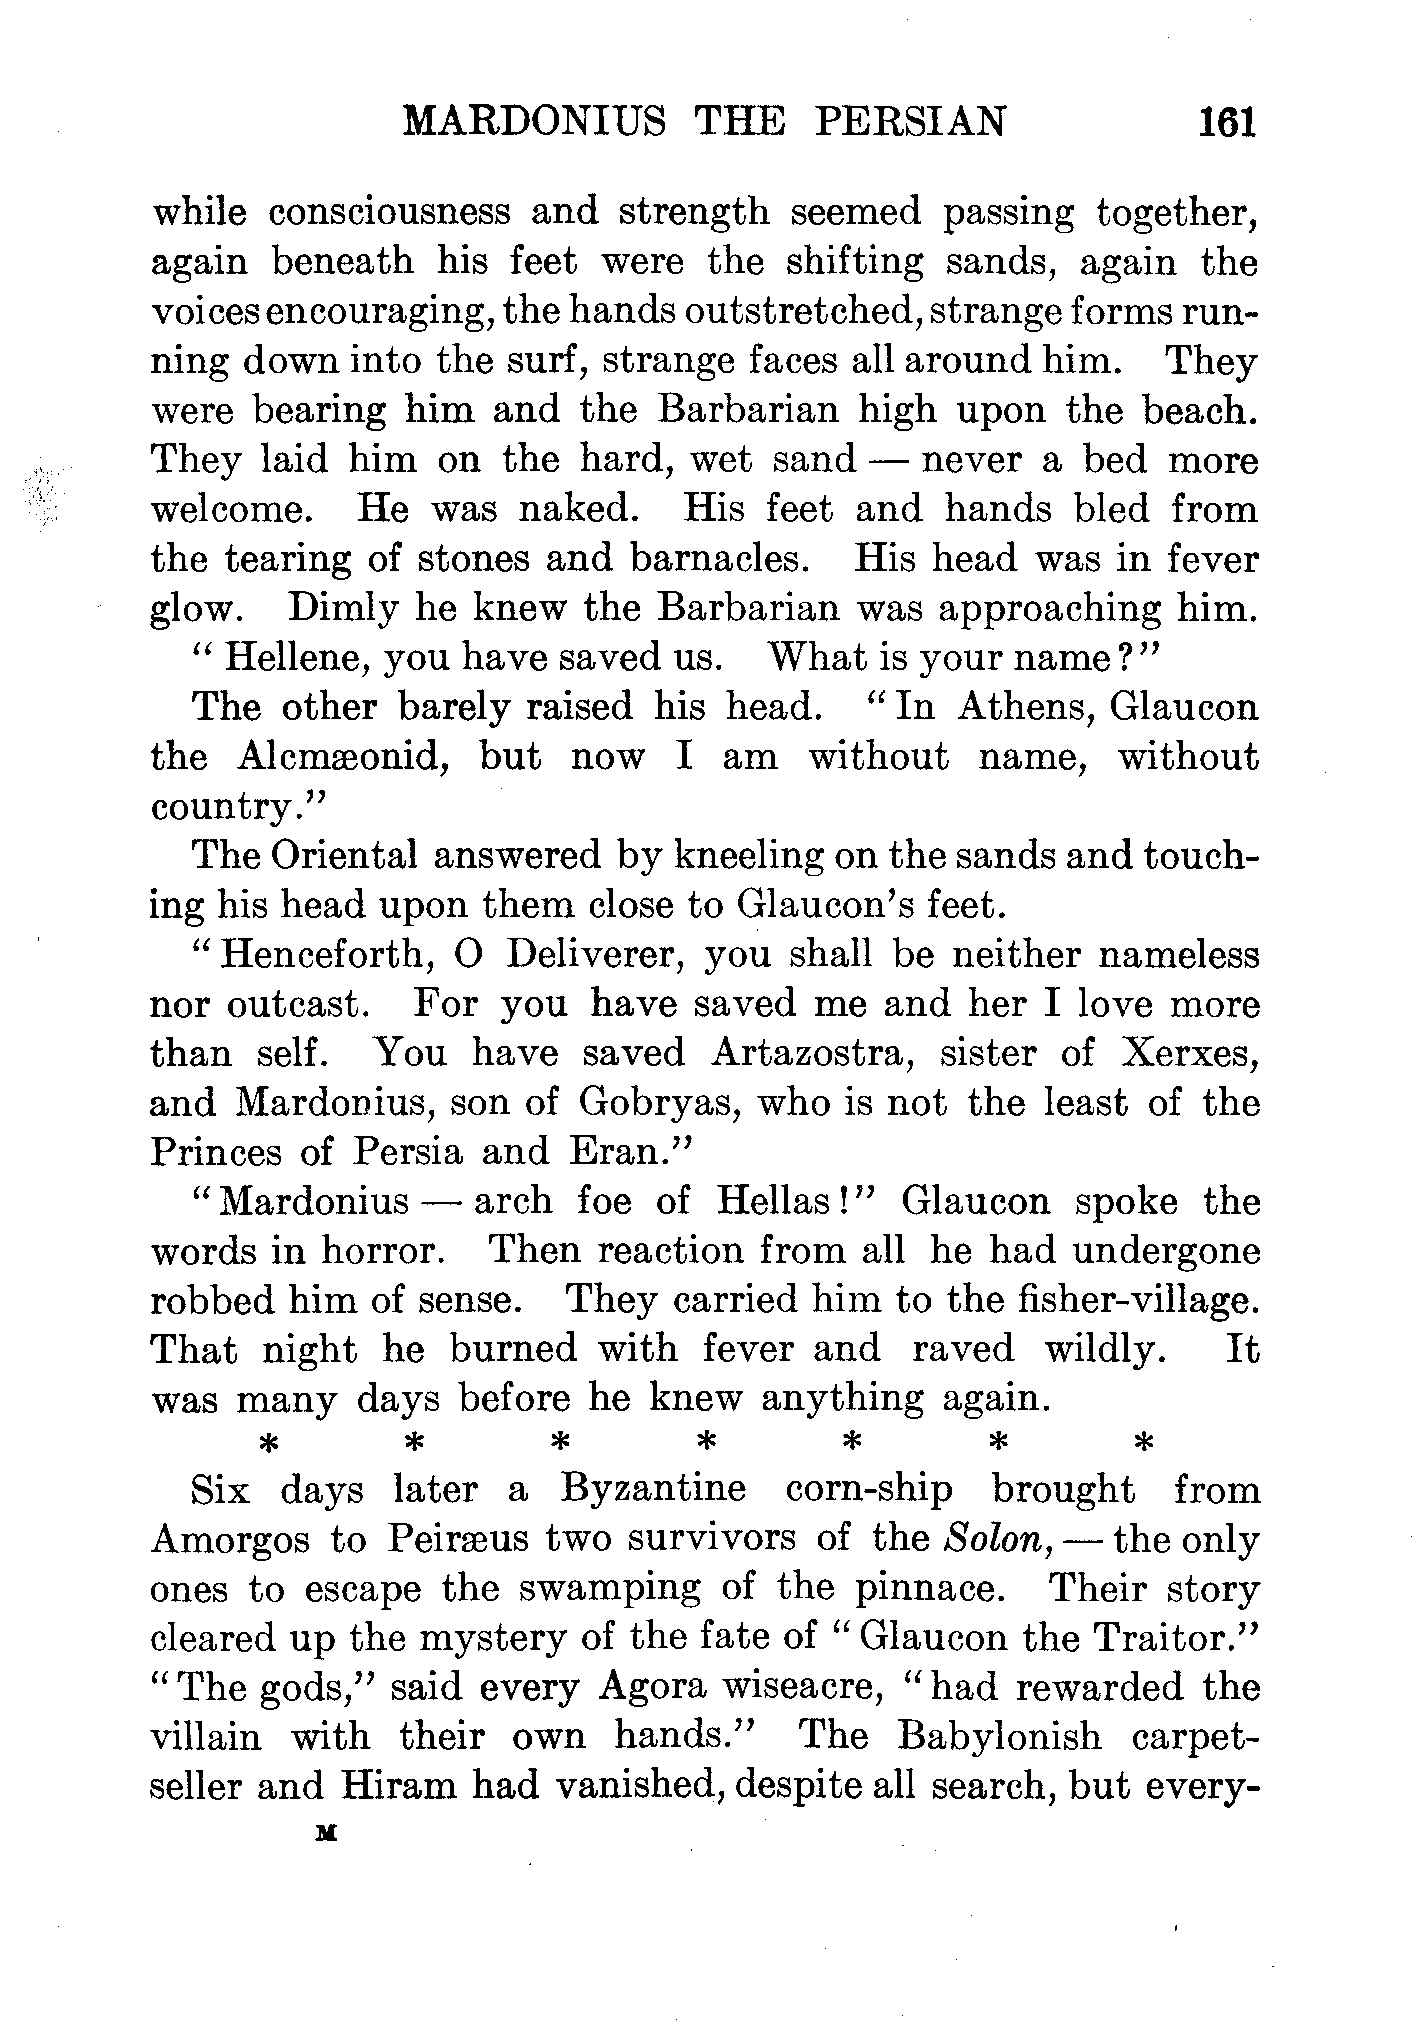 MARDONIUS THE PERSIAN 161
while consciousness and strength seemed passing together,
again beneath his feet were the shifting sands, again the
voices encouraging, the hands outstretched, strange forms run-
ning down into the surf, strange faces all around him. They
were bearing him and the Barbarian high upon the beach.
They laid him on the hard, wet sand — never a bed more
welcome. He was naked. His feet and hands bled from
the tearing of stones and barnacles. His head was in fever
glow. Dimly he knew the Barbarian was approaching him.
“Hellene, you have saved us. What is your name?”
The other barely raised his head. “In Athens, Glaucon
the Alcmæonid, but now I am without name, without
country.”
The Oriental answered by kneeling on the sands and touch-
ing his head upon them close to Glaucon’s feet.
“Henceforth, O Deliverer, you shall be neither nameless
nor outcast. For you have saved me and her I love more
than self. You have saved Artazostra, sister of Xerxes,
and Mardonius, son of Gobryas, who is not the least of the
Princes of Persia and Eran.”
“Mardonius — arch foe of Hellas!” Glaucon spoke the
words in horror. Then reaction from all he had undergone
robbed him of sense. They carried him to the fisher-village.
That night he burned with fever and raved wildly. It
was many days before he knew anything again.
* * * * * * *
Six days later a Byzantine corn-ship brought from
Amorgos to Peiræus two survivors of the Solon, — the only
ones to escape the swamping of the pinnace. Their story
cleared up the mystery of the fate of “Glaucon the Traitor.”
“The gods,” said every Agora wiseacre, “had rewarded the
villain with their own hands.” The Babylonish carpet-
seller and Hiram had vanished, despite all search, but every-
M